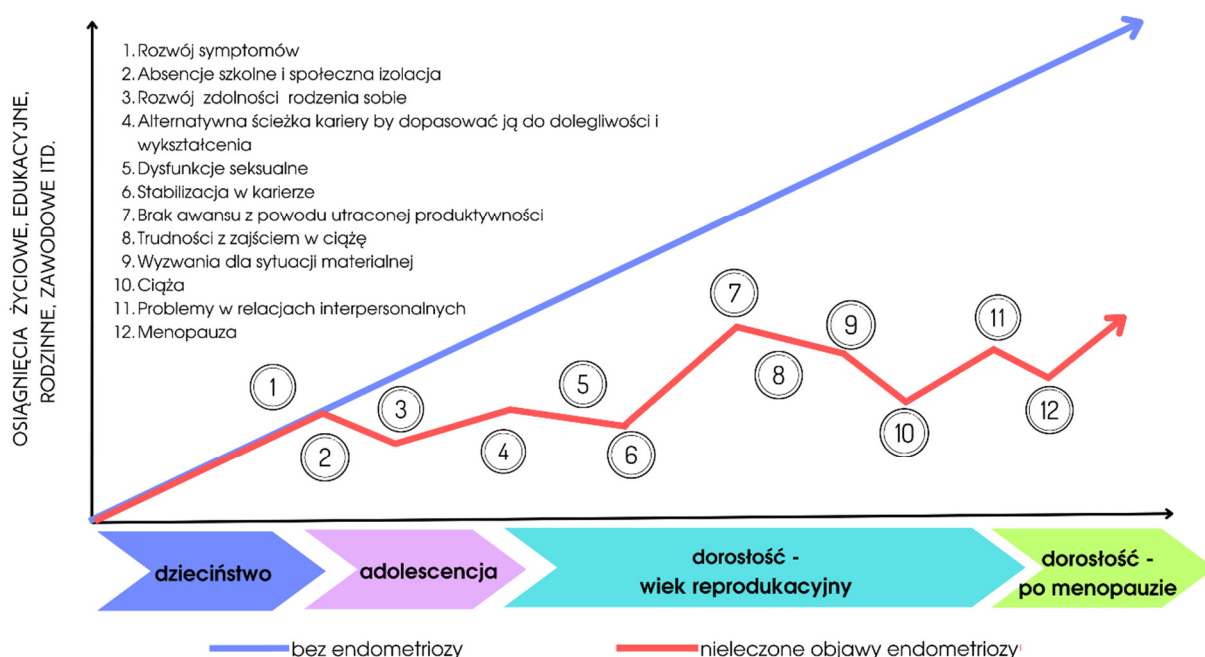 OSIĄGNIĘCIA ŻYCIOWE, EDUKACYJNE,
RODZINNE, ZAWODOWE ITD.
1. Rozwój symptomów
2. Absencje szkolne i społeczna izolacja
3. Rozwój zdolności rodzenia sobie
4. Alternatywna ścieżka kariery by dopasować ją do dolegliwości i
wykształcenia
5. Dysfunkcje seksualne
6. Stabilizacja w karierze
7. Brak awansu z powodu utraconej produktywności
8. Trudności z zajściem w ciążę
9. Wyzwania dla sytuacji materialnej
10. Ciąża
11. Problemy w relacjach interpersonalnych
12. Menopauza
1
2
3
4
5
6
7
8
9
10
11
12
dzieciństwo
adolescencja
dorosłość -
wiek reprodukacyjny
dorosłość -
po menopauzie
bez endometriozy
nieleczone objawy endometriozy